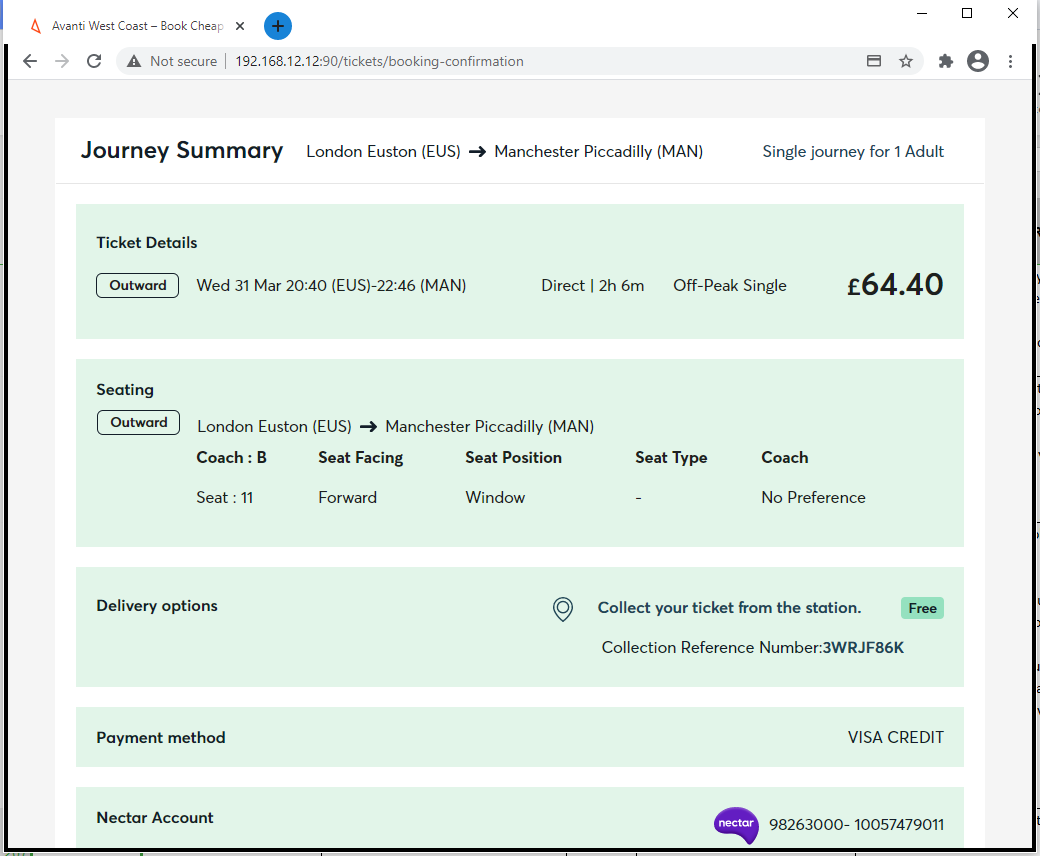 Avanti West Coast – Book Cheap
Not secure | 192.168.12.12:90/tickets/booking-confirmation
Journey Summary London Euston (EUS) → Manchester Piccadilly (MAN) Single journey for 1 Adult
Ticket Details
Outward Wed 31 Mar 20:40 (EUS)-22:46 (MAN) Direct | 2h 6m Off-Peak Single £64.40
Seating
Outward London Euston (EUS) → Manchester Piccadilly (MAN)
Coach : B Seat Facing Seat Position Seat Type Coach
Seat : 11 Forward Window - No Preference
Delivery options Collect your ticket from the station. Free
Collection Reference Number:3WRJF86K
Payment method VISA CREDIT
Nectar Account nectar 98263000- 10057479011